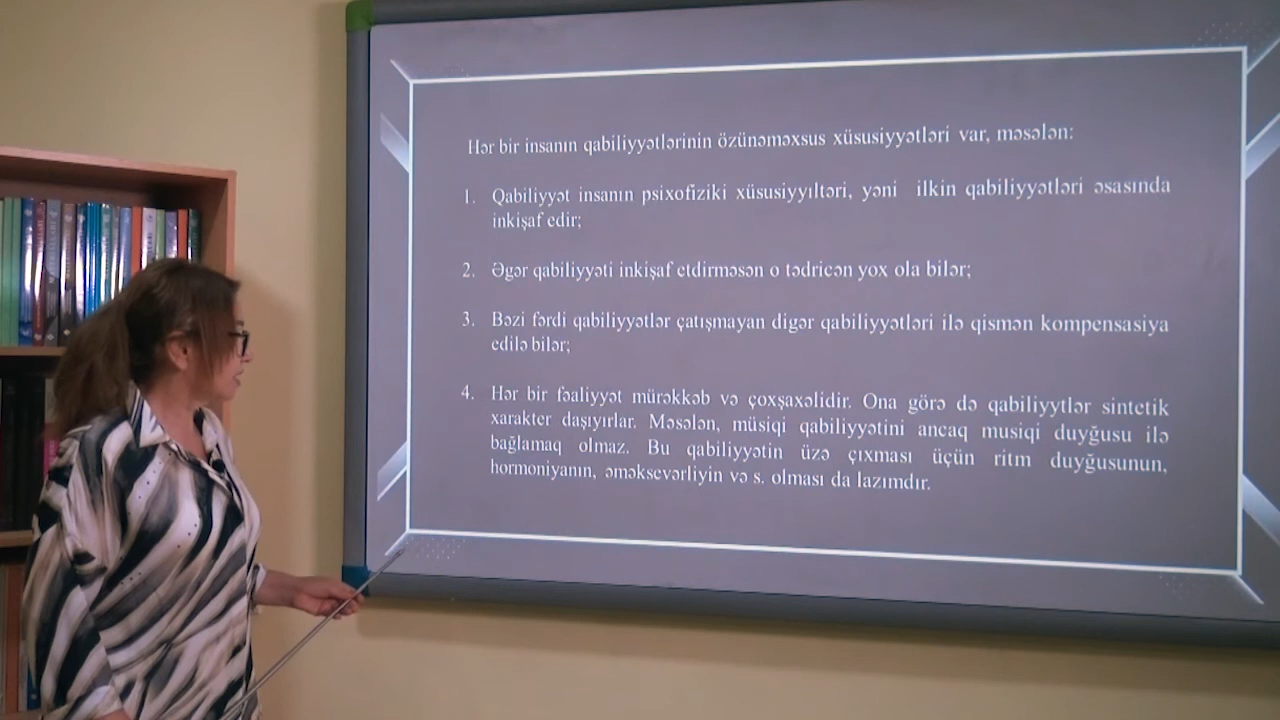 Hər bir insanın qabiliyyətlərinin özünəməxsus xüsusiyyətləri var, məsələn:
1. Qabiliyyət insanın psixofiziki xüsusiyyıltəri, yəni ilkin qabiliyyətləri əsasında
inkişaf edir;
2. Əgər qabiliyyəti inkişaf etdirməsən o tədricən yox ola bilər;
3. Bəzi fərdi qabiliyyətlər çatışmayan digər qabiliyyətləri ilə qismən kompensasiya
edilə bilər;
4. Hər bir fəaliyyət mürəkkəb və çoxşaxəlidir. Ona görə də qabiliyytlər sintetik
xarakter daşıyırlar. Məsələn, müsiqi qabiliyyətini ancaq musiqi duyğusu ilə
bağlamaq olmaz. Bu qabiliyyətin üzə çıxması üçün ritm duyğusunun,
hormoniyanın, əməksevərliyin və s. olması da lazımdır.